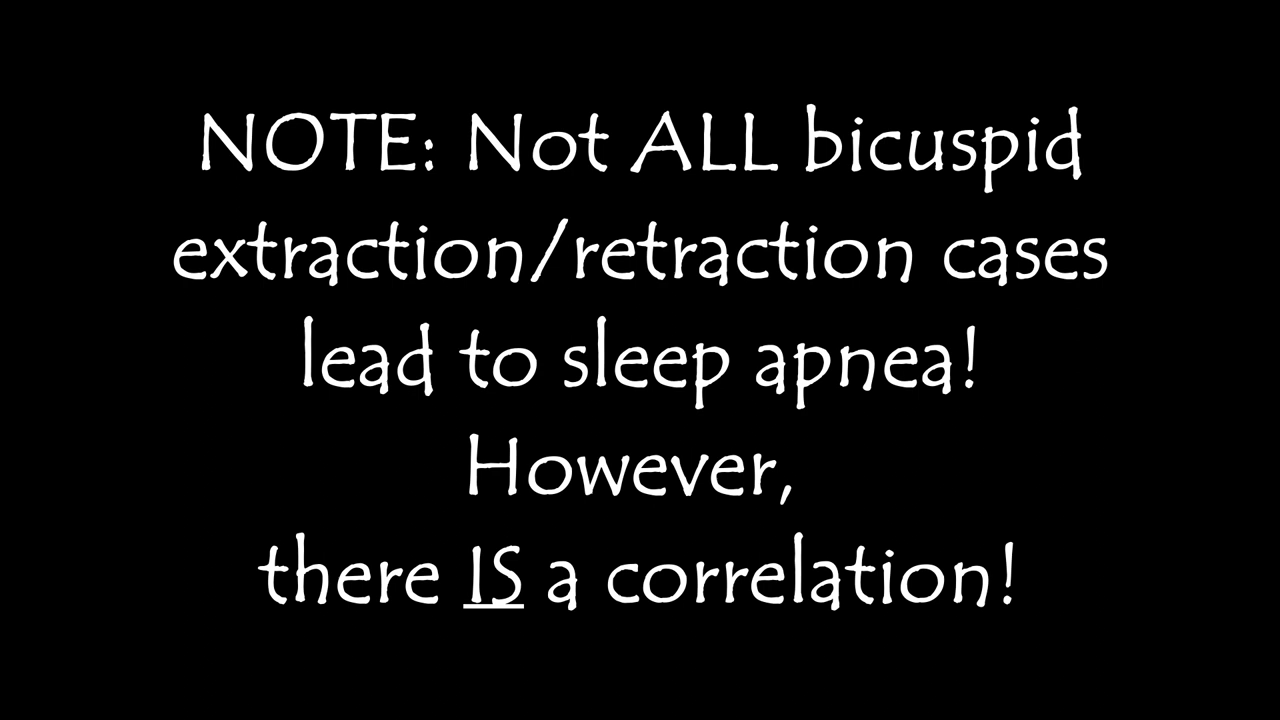 NOTE: Not ALL bicuspid
extraction/retraction cases
lead to sleep apnea!
However,
there IS a correlation!